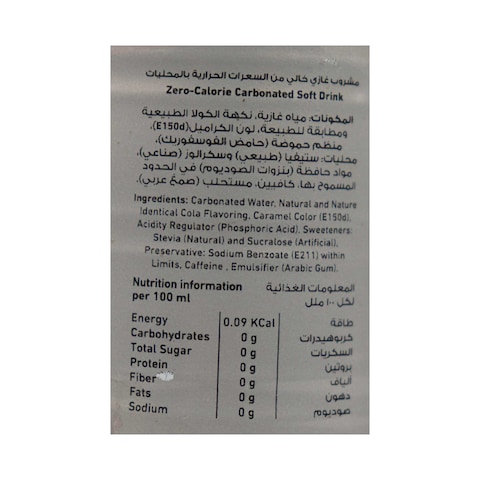 مشروب غازي خالي من السعرات الحرارية بالمحليات
Zero-Calorie Carbonated Soft Drink
المكونات: مياه غازية، نكهة الكولا الطبيعية
ومطابقة للطبيعة، لون الكراميل (E150d)،
منظم حموضة (حامض الفوسفوريك)،
محليات: ستيفيا (طبيعي) وسكرالوز (صناعي)،
مواد حافظة (بنزوات الصوديوم) في الحدود
المسموح بها، كافيين، مستحلب (صمغ عربي).
Ingredients: Carbonated Water, Natural and Nature
Identical Cola Flavoring, Caramel Color (E150d),
Acidity Regulator (Phosphoric Acid). Sweeteners:
Stevia (Natural) and Sucralose (Artificial),
Preservative: Sodium Benzoate (E211) within
Limits, Caffeine , Emulsifier (Arabic Gum).
Nutrition information المعلومات الغذائية
per 100 ml لكل ١٠٠ ملل
Energy 0.09 KCal طاقة
Carbohydrates 0 g كربوهيدرات
Total Sugar 0 g السكريات
Protein 0 g بروتين
Fiber 0 g ألياف
Fats 0 g دهون
Sodium 0 g صوديوم